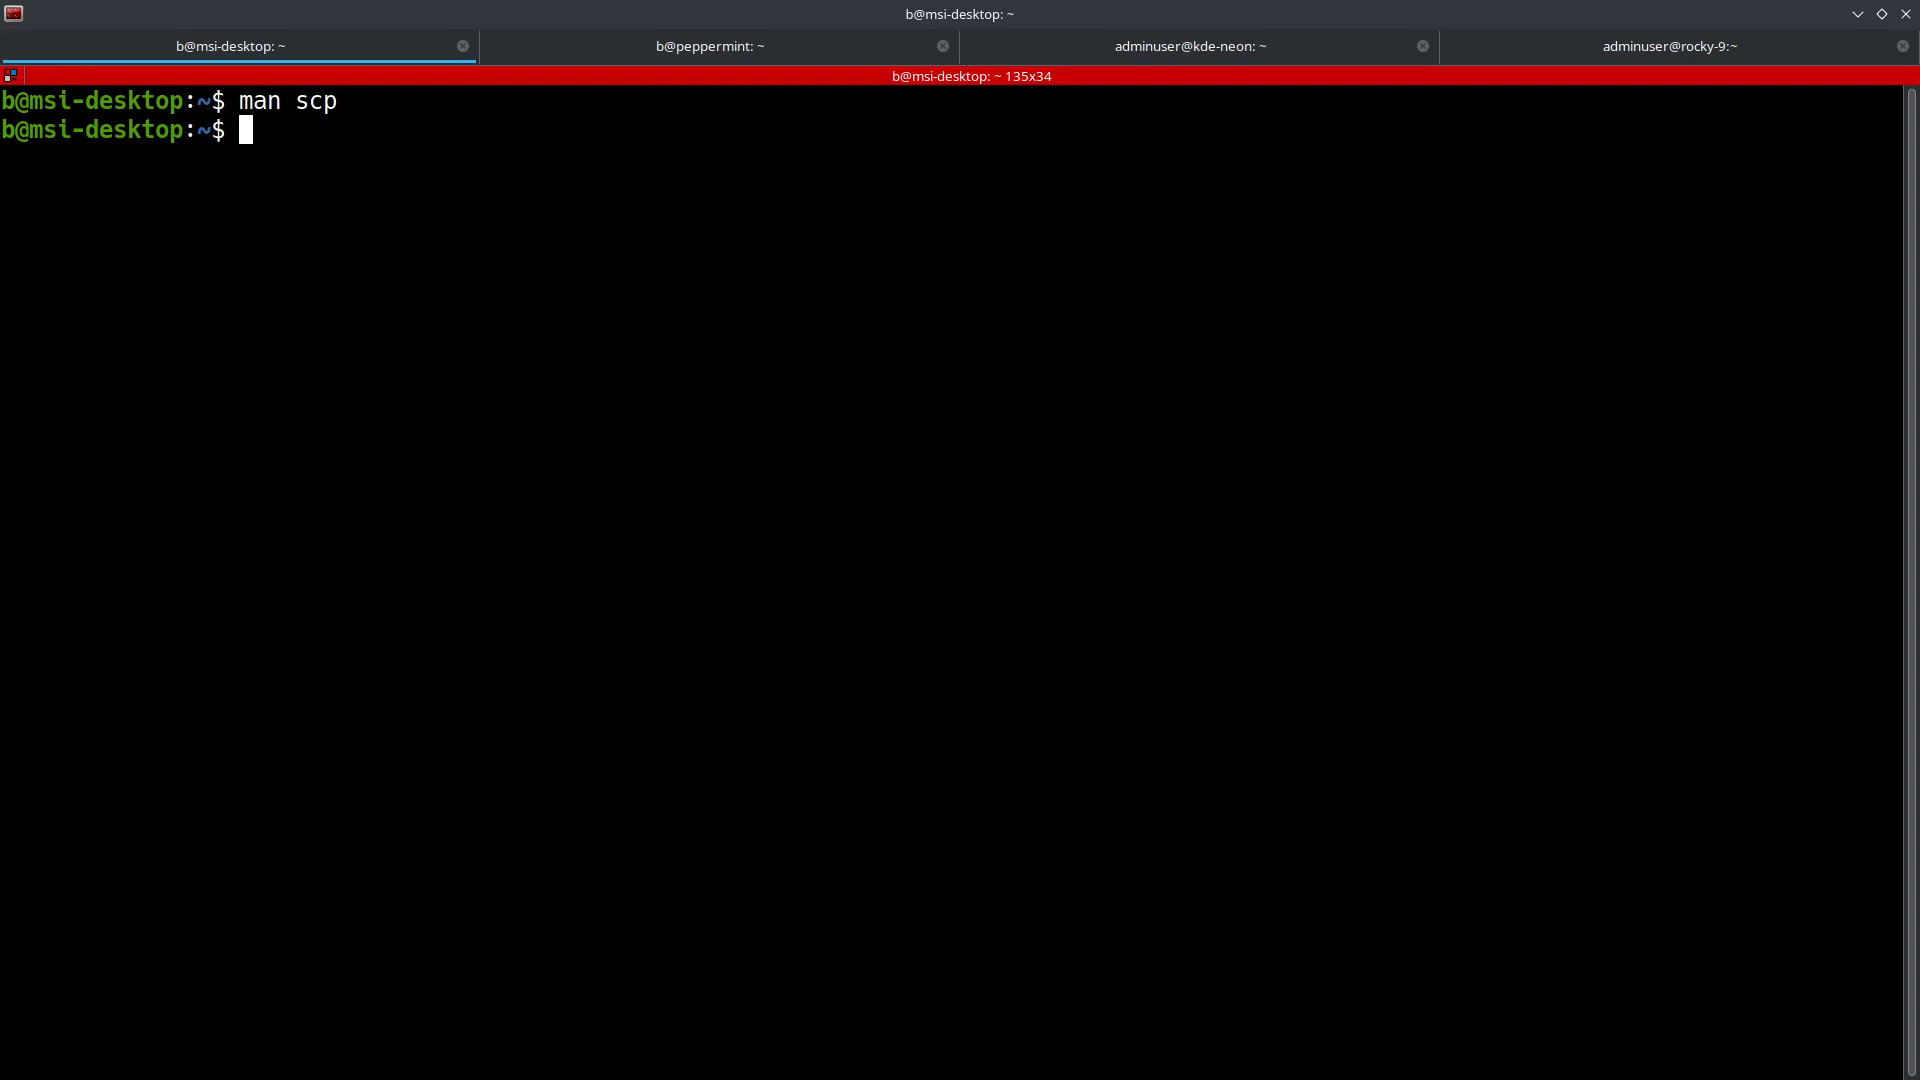 b@msi-desktop: ~
b@msi-desktop: ~
b@peppermint: ~
adminuser@kde-neon: ~
adminuser@rocky-9:~
b@msi-desktop: ~ 135x34
b@msi-desktop:~$ man scp
b@msi-desktop:~$